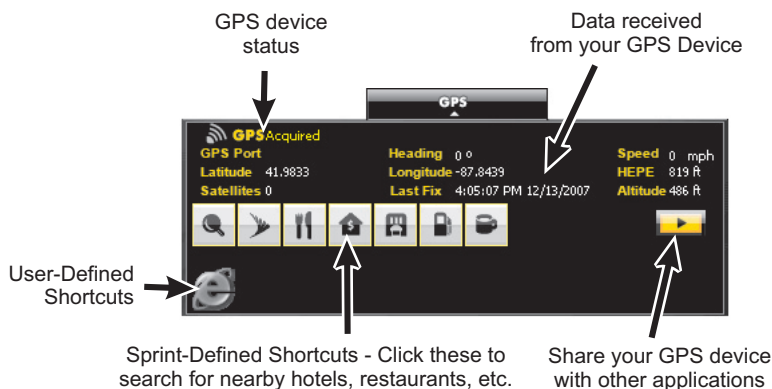 GPS device
status
Data received
from your GPS Device
GPS
GPS Acquired
GPS Port
Heading 0 º
Speed 0 mph
Latitude 41.9833
Longitude -87.8439
HEPE 819 ft
Satellites 0
Last Fix 4:05:07 PM 12/13/2007
Altitude 486 ft
User-Defined
Shortcuts
Sprint-Defined Shortcuts - Click these to
search for nearby hotels, restaurants, etc.
Share your GPS device
with other applications